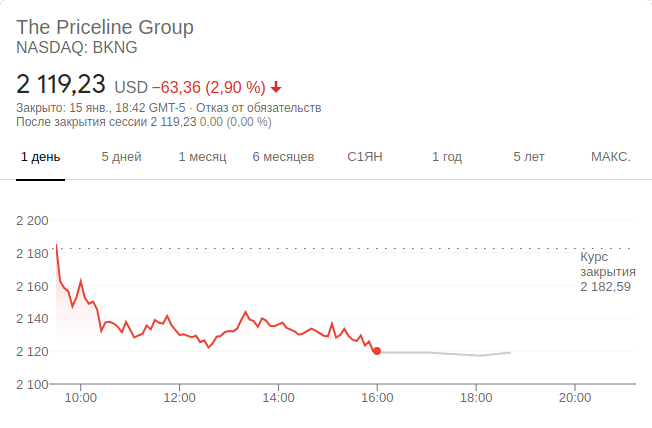 The Priceline Group
NASDAQ: BKNG
2 119,23 USD −63,36 (2,90 %)
Закрыто: 15 янв., 18:42 GMT-5 · Отказ от обязательств
После закрытия сессии 2 119,23 0,00 (0,00 %)
1 день 5 дней 1 месяц 6 месяцев С1ЯН 1 год 5 лет МАКС.
2 200
2 180
2 160
2 140
2 120
2 100
Курс
закрытия
2 182,59
10:00 12:00 14:00 16:00 18:00 20:00